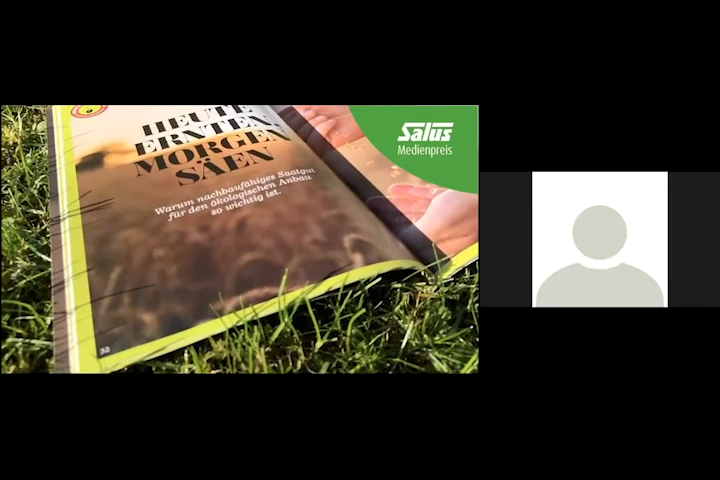 HEUTE
ERNTEN,
MORGEN
SÄEN
Warum nachbaufähiges Saatgut
für den ökologischen Anbau
so wichtig ist.
32
Salus
Medienpreis